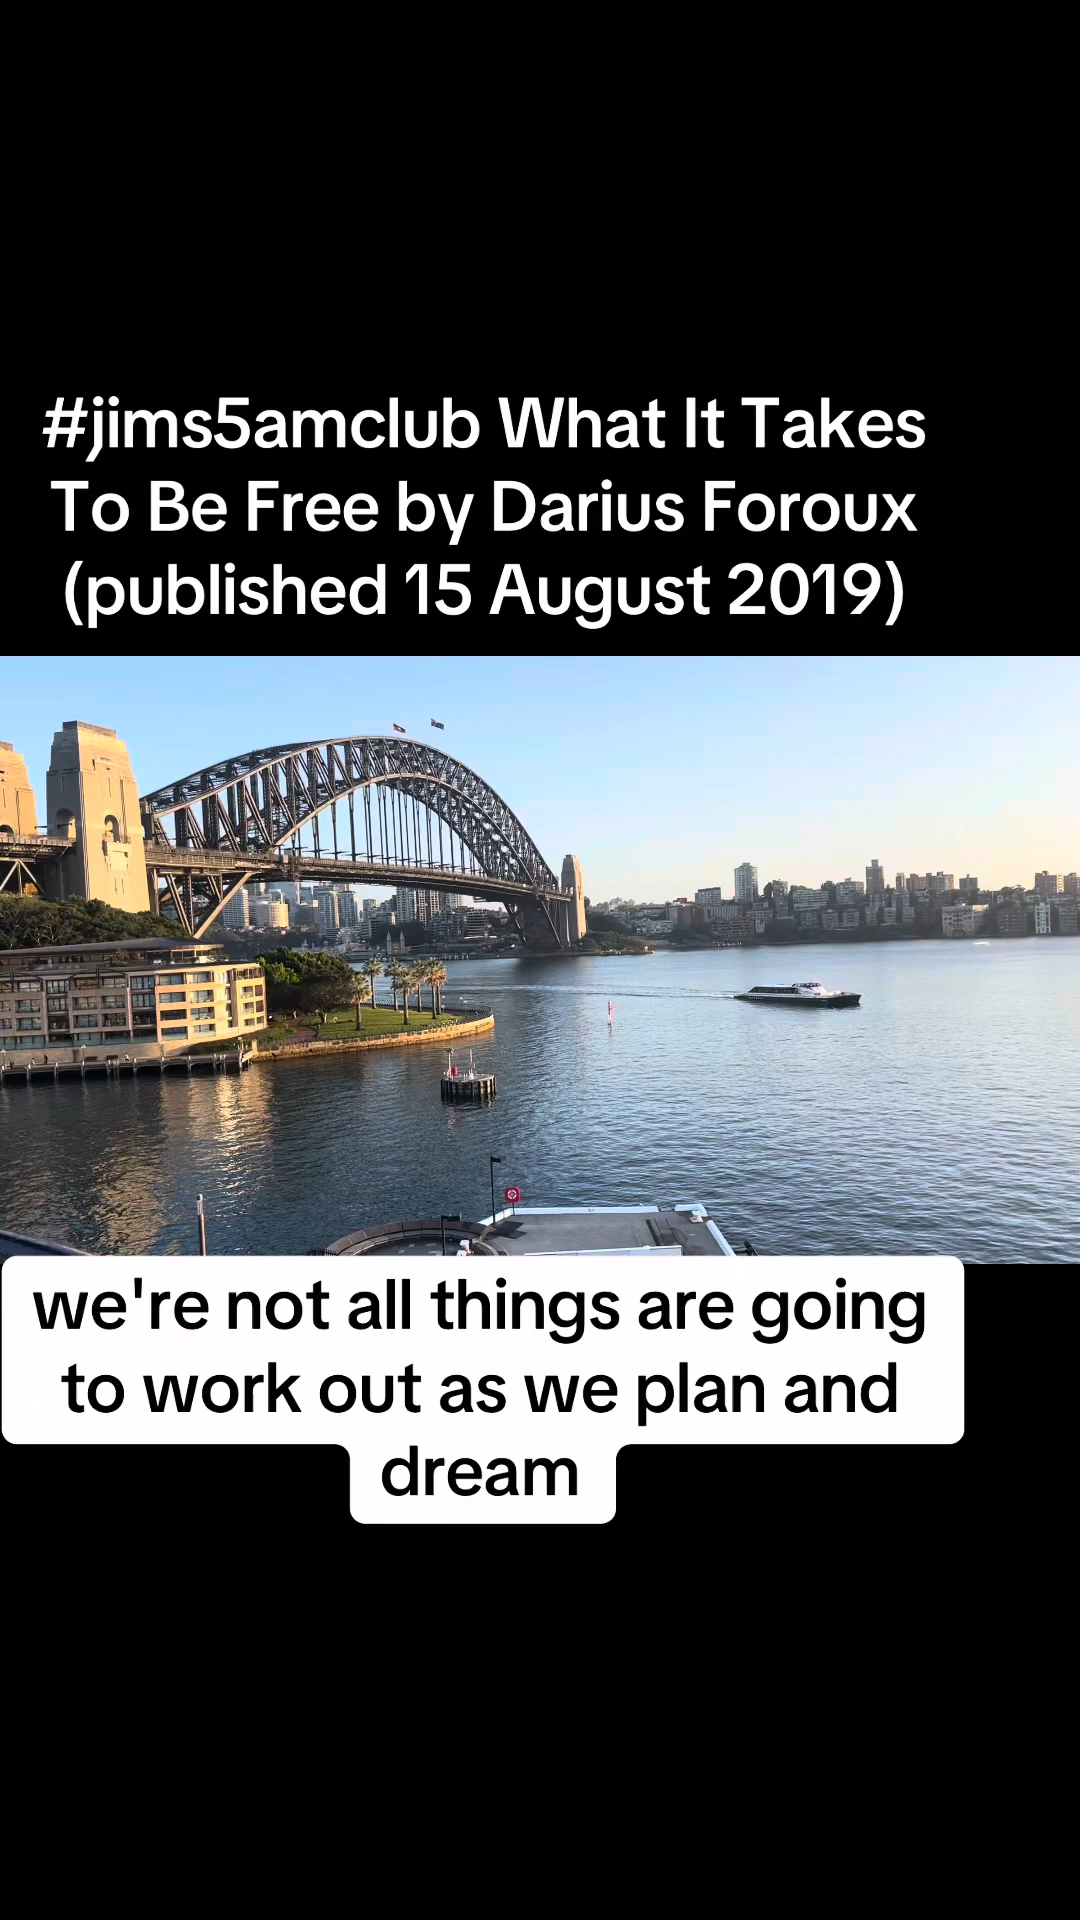 #jims5amclub What It Takes
To Be Free by Darius Foroux
(published 15 August 2019)
we're not all things are going
to work out as we plan and
dream